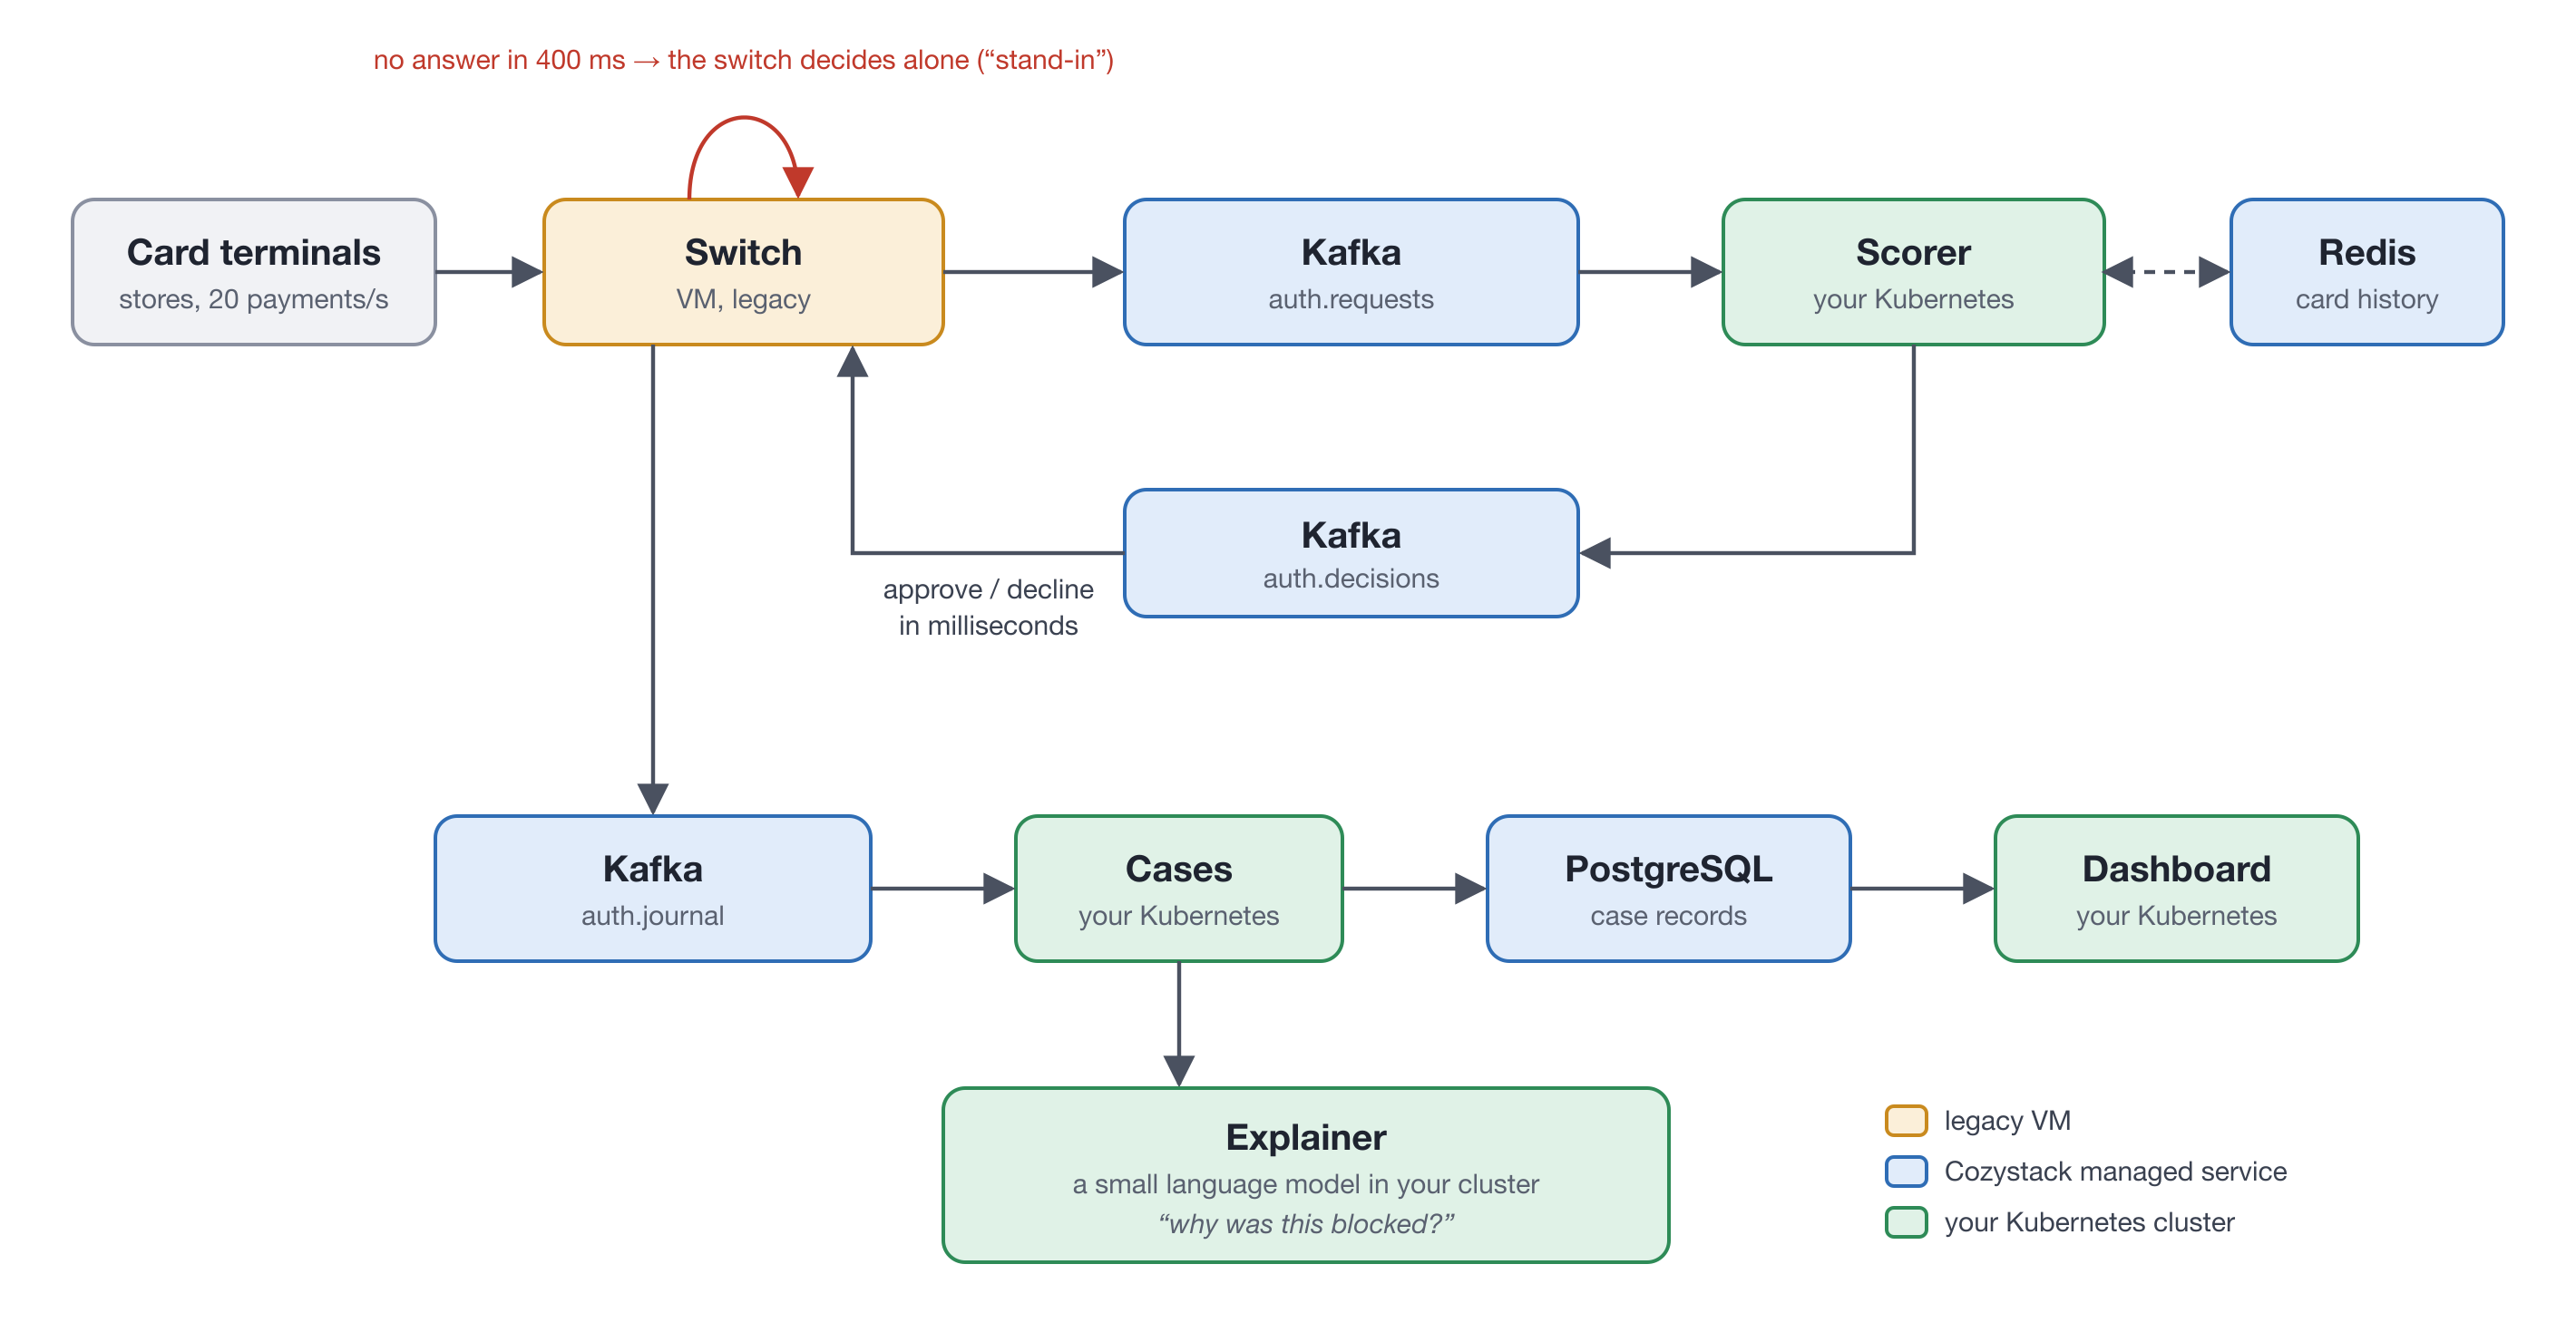 no answer in 400 ms → the switch decides alone (“stand-in”)
Card terminals
stores, 20 payments/s
Switch
VM, legacy
Kafka
auth.requests
Scorer
your Kubernetes
Redis
card history
Kafka
auth.decisions
approve / decline
in milliseconds
Kafka
auth.journal
Cases
your Kubernetes
PostgreSQL
case records
Dashboard
your Kubernetes
Explainer
a small language model in your cluster
“why was this blocked?”
legacy VM
Cozystack managed service
your Kubernetes cluster